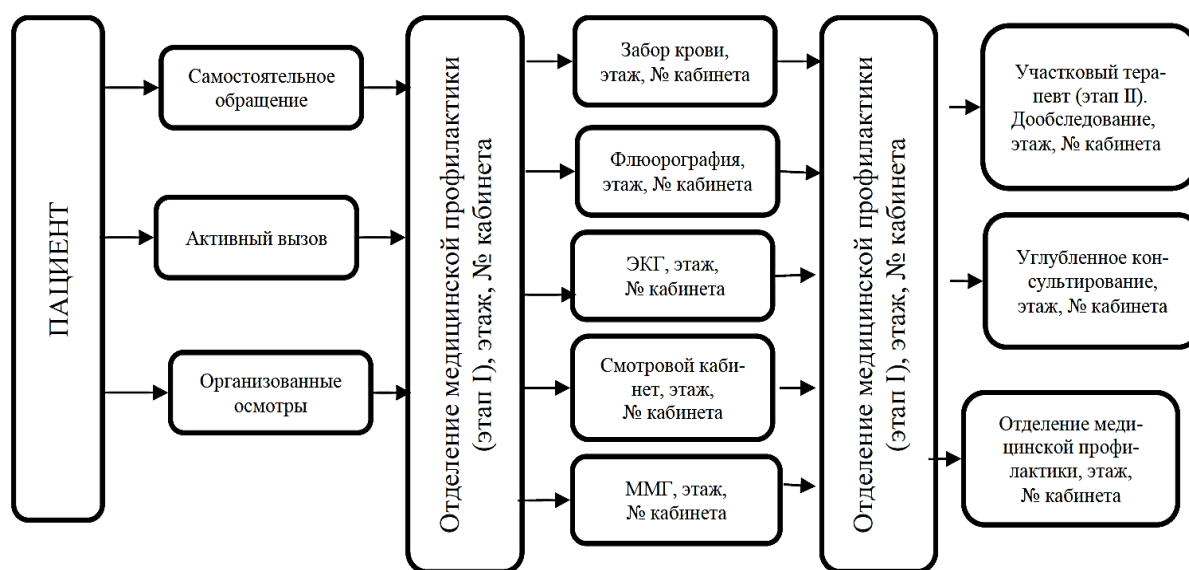 ПАЦИЕНТ
Самостоятельное
обращение
Активный вызов
Организованные
осмотры
Отделение медицинской профилактики
(этап I), этаж, № кабинета
Забор крови,
этаж, № кабинета
Флюорография,
этаж, № кабинета
ЭКГ, этаж,
№ кабинета
Смотровой каби-
нет, этаж,
№ кабинета
ММГ, этаж,
№ кабинета
Отделение медицинской профилактики
(этап I), этаж, № кабинета
Участковый тера-
певт (этап II).
Дообследование,
этаж, № кабинета
Углубленное кон-
сультирование,
этаж, № кабинета
Отделение меди-
цинской профи-
лактики, этаж,
№ кабинета